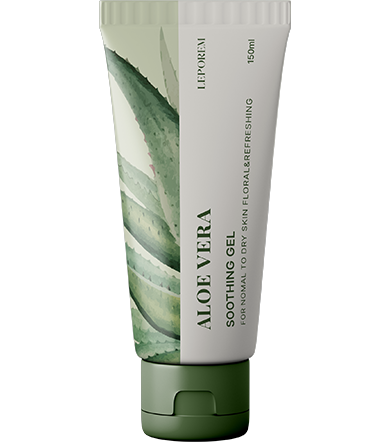 LEPOREM
150ml
ALOE VERA
SOOTHING GEL
FOR NOMAL TO DRY SKIN FLORAL&REFRESHING